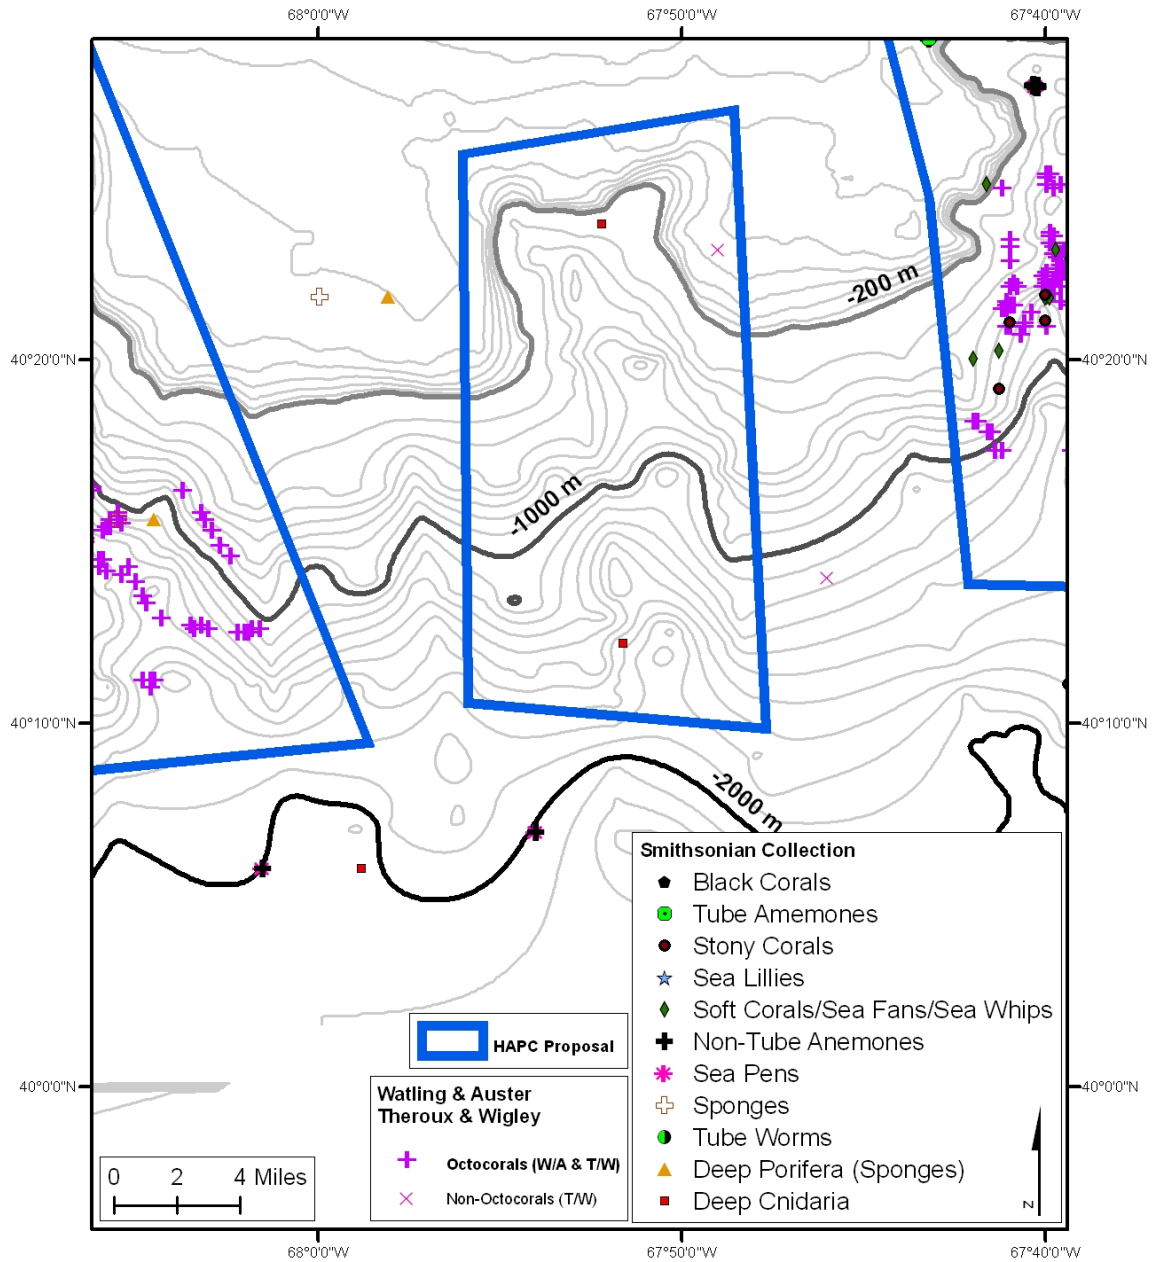 68°0'0"W 67°50'0"W 67°40'0"W
-200 m
40°20'0"N 40°20'0"N
-1000 m
40°10'0"N 40°10'0"N
-2000 m
Smithsonian Collection
Black Corals
Tube Amemones
Stony Corals
Sea Lillies
Soft Corals/Sea Fans/Sea Whips
Non-Tube Anemones
Sea Pens
Sponges
Tube Worms
Deep Porifera (Sponges)
Deep Cnidaria
HAPC Proposal
40°0'0"N 40°0'0"N
Watling & Auster
Theroux & Wigley
Octocorals (W/A & T/W)
Non-Octocorals (T/W)
0 2 4 Miles
N
68°0'0"W 67°50'0"W 67°40'0"W